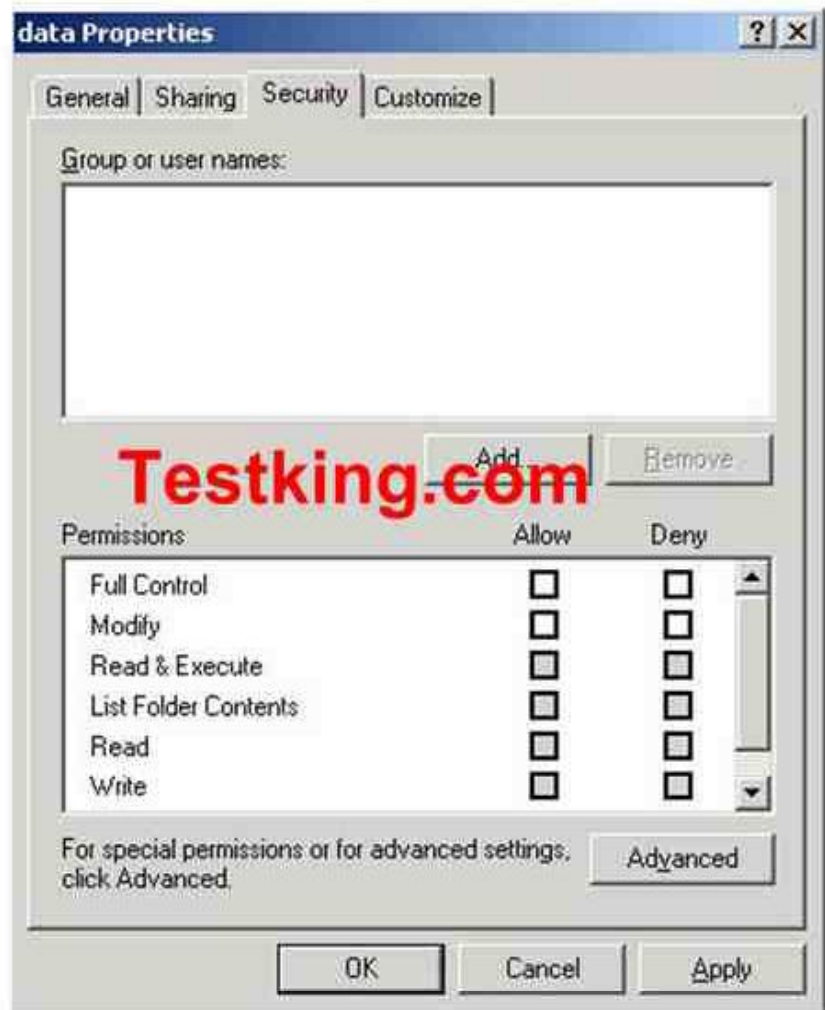 data Properties
? X
General Sharing Security Customize
Group or user names:
Add... Remove
Testking.com
Permissions Allow Deny
Full Control
Modify
Read & Execute
List Folder Contents
Read
Write
For special permissions or for advanced settings,
click Advanced.
Advanced
OK Cancel Apply